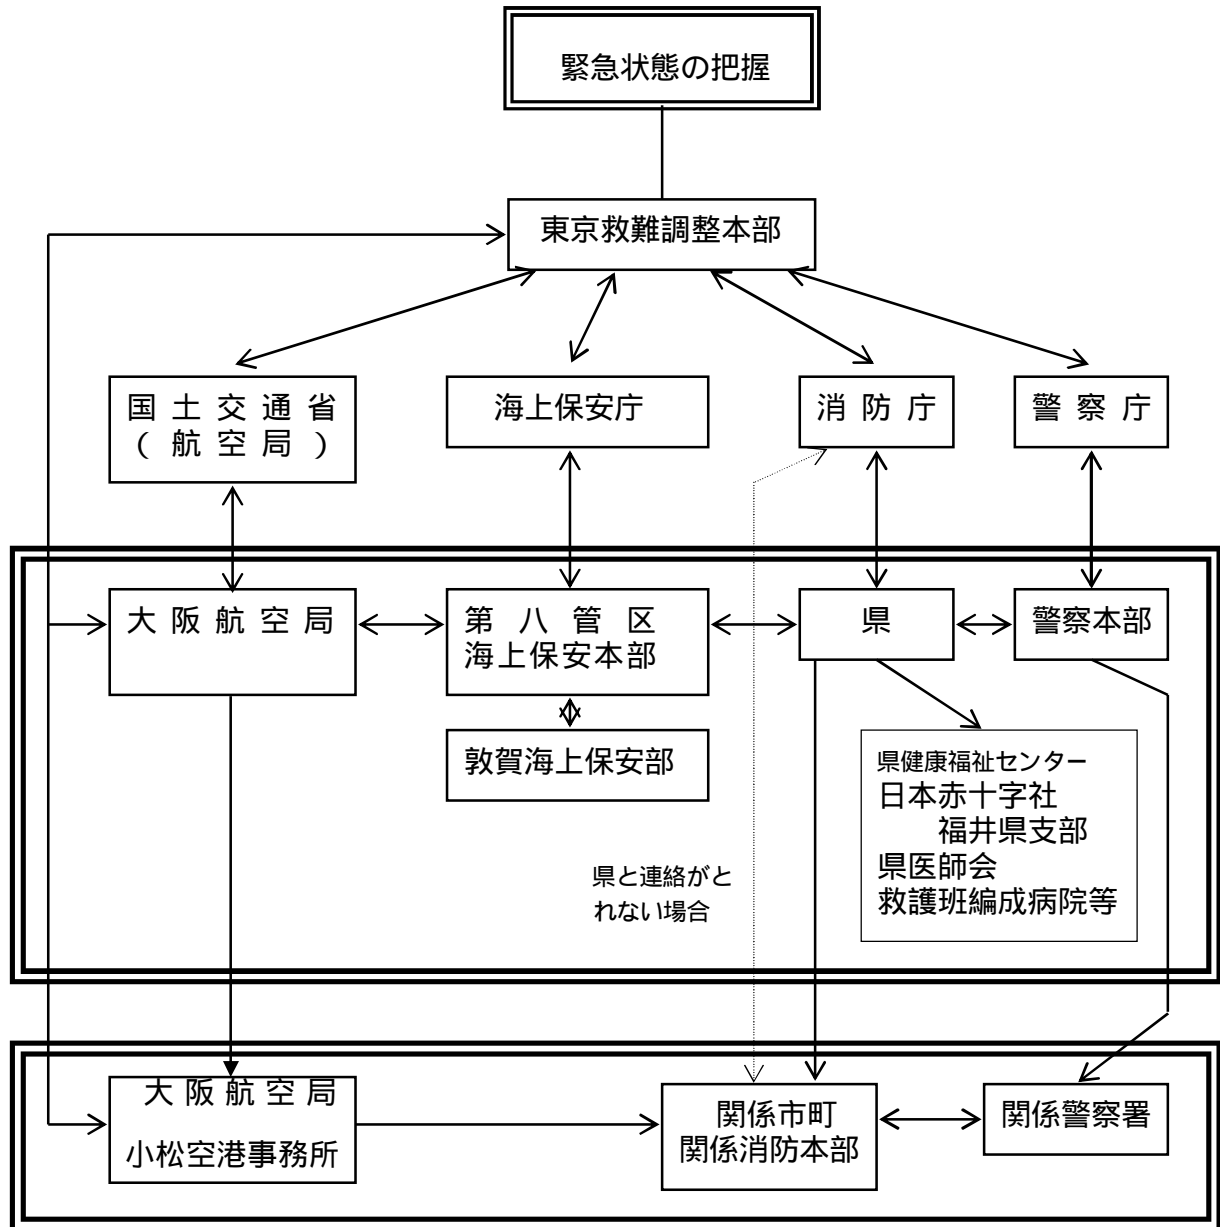 緊急状態の把握
東京救難調整本部
国土交通省
(航空局)
海上保安庁
消防庁
警察庁
大阪航空局
第八管区
海上保安本部
県
警察本部
敦賀海上保安部
県健康福祉センター
日本赤十字社
福井県支部
県医師会
救護班編成病院等
県と連絡がと
れない場合
大阪航空局
小松空港事務所
関係市町
関係消防本部
関係警察署